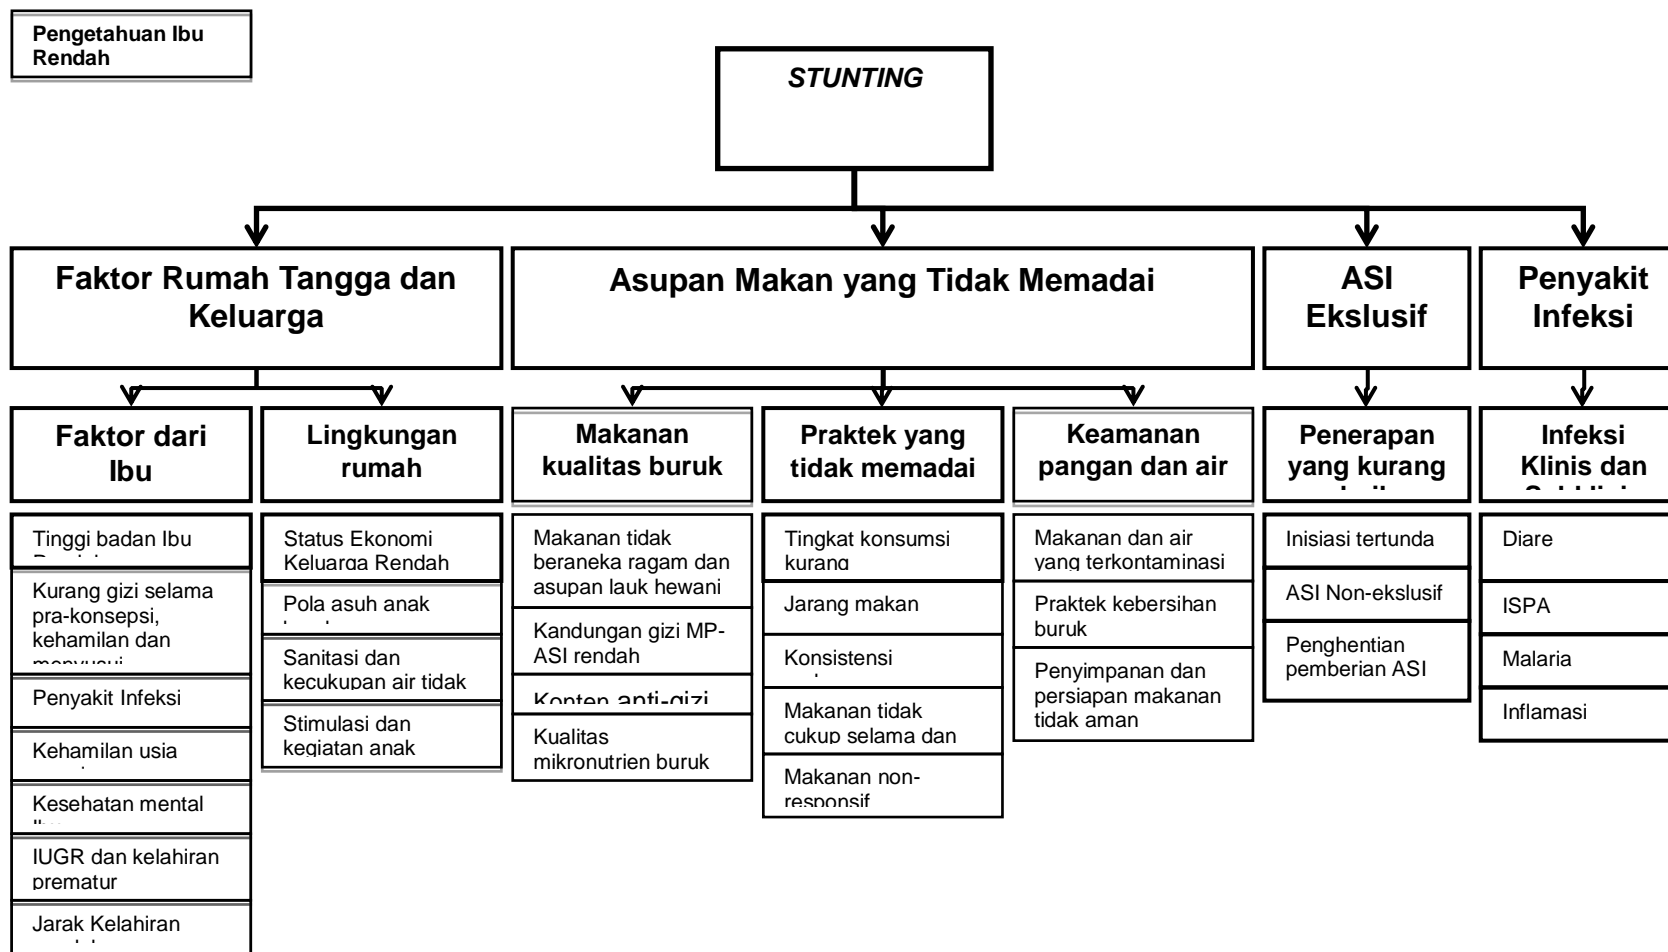 Pengetahuan Ibu
Rendah
STUNTING
Faktor Rumah Tangga dan
Keluarga
Asupan Makan yang Tidak Memadai
ASI
Ekslusif
Penyakit
Infeksi
Faktor dari
Ibu
Lingkungan
rumah
Makanan
kualitas buruk
Praktek yang
tidak memadai
Keamanan
pangan dan air
Penerapan
yang kurang
Infeksi
Klinis dan
Tinggi badan Ibu
Kurang gizi selama
pra-konsepsi,
kehamilan dan
menyusui
Penyakit Infeksi
Kehamilan usia
Kesehatan mental
IUGR dan kelahiran
prematur
Jarak Kelahiran
Status Ekonomi
Keluarga Rendah
Pola asuh anak
Sanitasi dan
kecukupan air tidak
Stimulasi dan
kegiatan anak
Makanan tidak
beraneka ragam dan
asupan lauk hewani
Kandungan gizi MP-
ASI rendah
Konten anti-gizi
Kualitas
mikronutrien buruk
Tingkat konsumsi
kurang
Jarang makan
Konsistensi
Makanan tidak
cukup selama dan
Makanan non-
responsif
Makanan dan air
yang terkontaminasi
Praktek kebersihan
buruk
Penyimpanan dan
persiapan makanan
tidak aman
Inisiasi tertunda
ASI Non-ekslusif
Penghentian
pemberian ASI
Diare
ISPA
Malaria
Inflamasi